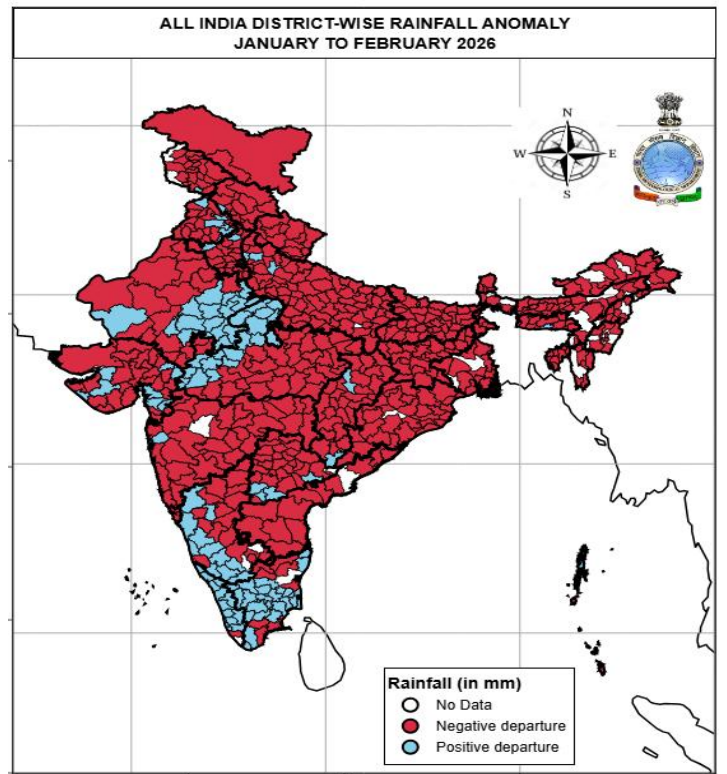 ALL INDIA DISTRICT-WISE RAINFALL ANOMALY
JANUARY TO FEBRUARY 2026
N
W
E
S
Rainfall (in mm)
No Data
Negative departure
Positive departure